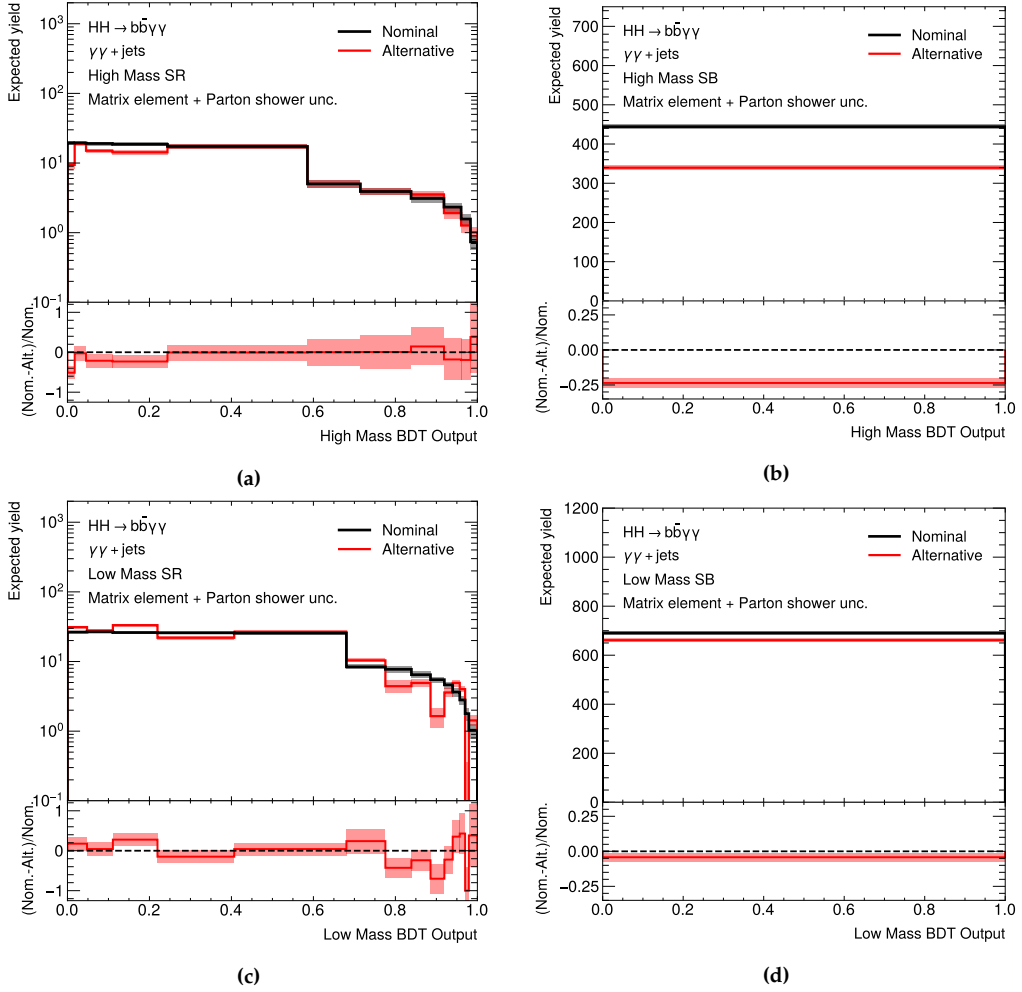 Expected yield
10³
10²
10¹
10⁰
10⁻¹
HH → bb̄γγ
γγ + jets
High Mass SR
Matrix element + Parton shower unc.
Nominal
Alternative
(Nom.-Alt.)/Nom.
1
0
−1
0.0 0.2 0.4 0.6 0.8 1.0
High Mass BDT Output
(a)
Expected yield
700
600
500
400
300
200
100
0
HH → bb̄γγ
γγ + jets
High Mass SB
Matrix element + Parton shower unc.
Nominal
Alternative
(Nom.-Alt.)/Nom.
0.25
0.00
−0.25
0.0 0.2 0.4 0.6 0.8 1.0
High Mass BDT Output
(b)
Expected yield
10³
10²
10¹
10⁰
10⁻¹
HH → bb̄γγ
γγ + jets
Low Mass SR
Matrix element + Parton shower unc.
Nominal
Alternative
(Nom.-Alt.)/Nom.
1
0
−1
0.0 0.2 0.4 0.6 0.8 1.0
Low Mass BDT Output
(c)
Expected yield
1200
1000
800
600
400
200
0
HH → bb̄γγ
γγ + jets
Low Mass SB
Matrix element + Parton shower unc.
Nominal
Alternative
(Nom.-Alt.)/Nom.
0.25
0.00
−0.25
0.0 0.2 0.4 0.6 0.8 1.0
Low Mass BDT Output
(d)